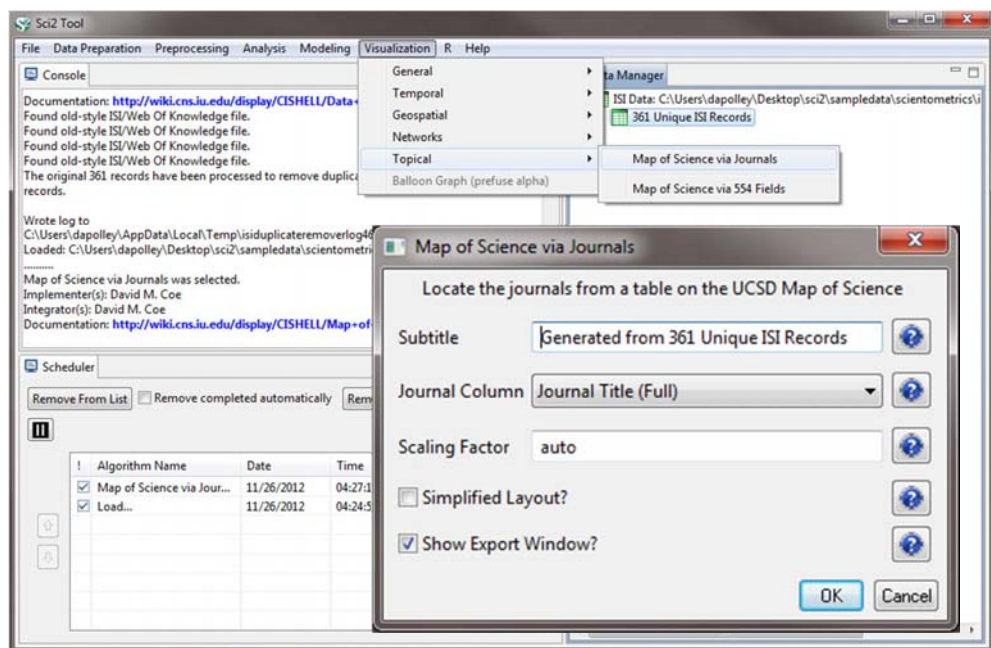 Sci2 Tool
File Data Preparation Preprocessing Analysis Modeling Visualization R Help
Console
Documentation: http://wiki.cns.iu.edu/display/CISHELL/Data+
Found old-style ISI/Web Of Knowledge file.
Found old-style ISI/Web Of Knowledge file.
Found old-style ISI/Web Of Knowledge file.
Found old-style ISI/Web Of Knowledge file.
The original 361 records have been processed to remove duplica
records.
Wrote log to
C:\Users\dapolley\AppData\Local\Temp\isiduplicateremoverlog46
Loaded: C:\Users\dapolley\Desktop\sci2\sampledata\scientometri
..........
Map of Science via Journals was selected.
Implementer(s): David M. Coe
Integrator(s): David M. Coe
Documentation: http://wiki.cns.iu.edu/display/CISHELL/Map+of
General
Temporal
Geospatial
Networks
Topical
Balloon Graph (prefuse alpha)
Map of Science via Journals
Map of Science via 554 Fields
ta Manager
ISI Data: C:\Users\dapolley\Desktop\sci2\sampledata\scientometrics\i
361 Unique ISI Records
Scheduler
Remove From List Remove completed automatically Rem
! Algorithm Name Date Time
Map of Science via Jour... 11/26/2012 04:27:1
Load... 11/26/2012 04:24:5
Map of Science via Journals
Locate the journals from a table on the UCSD Map of Science
Subtitle Generated from 361 Unique ISI Records
Journal Column Journal Title (Full)
Scaling Factor auto
Simplified Layout?
Show Export Window?
OK Cancel